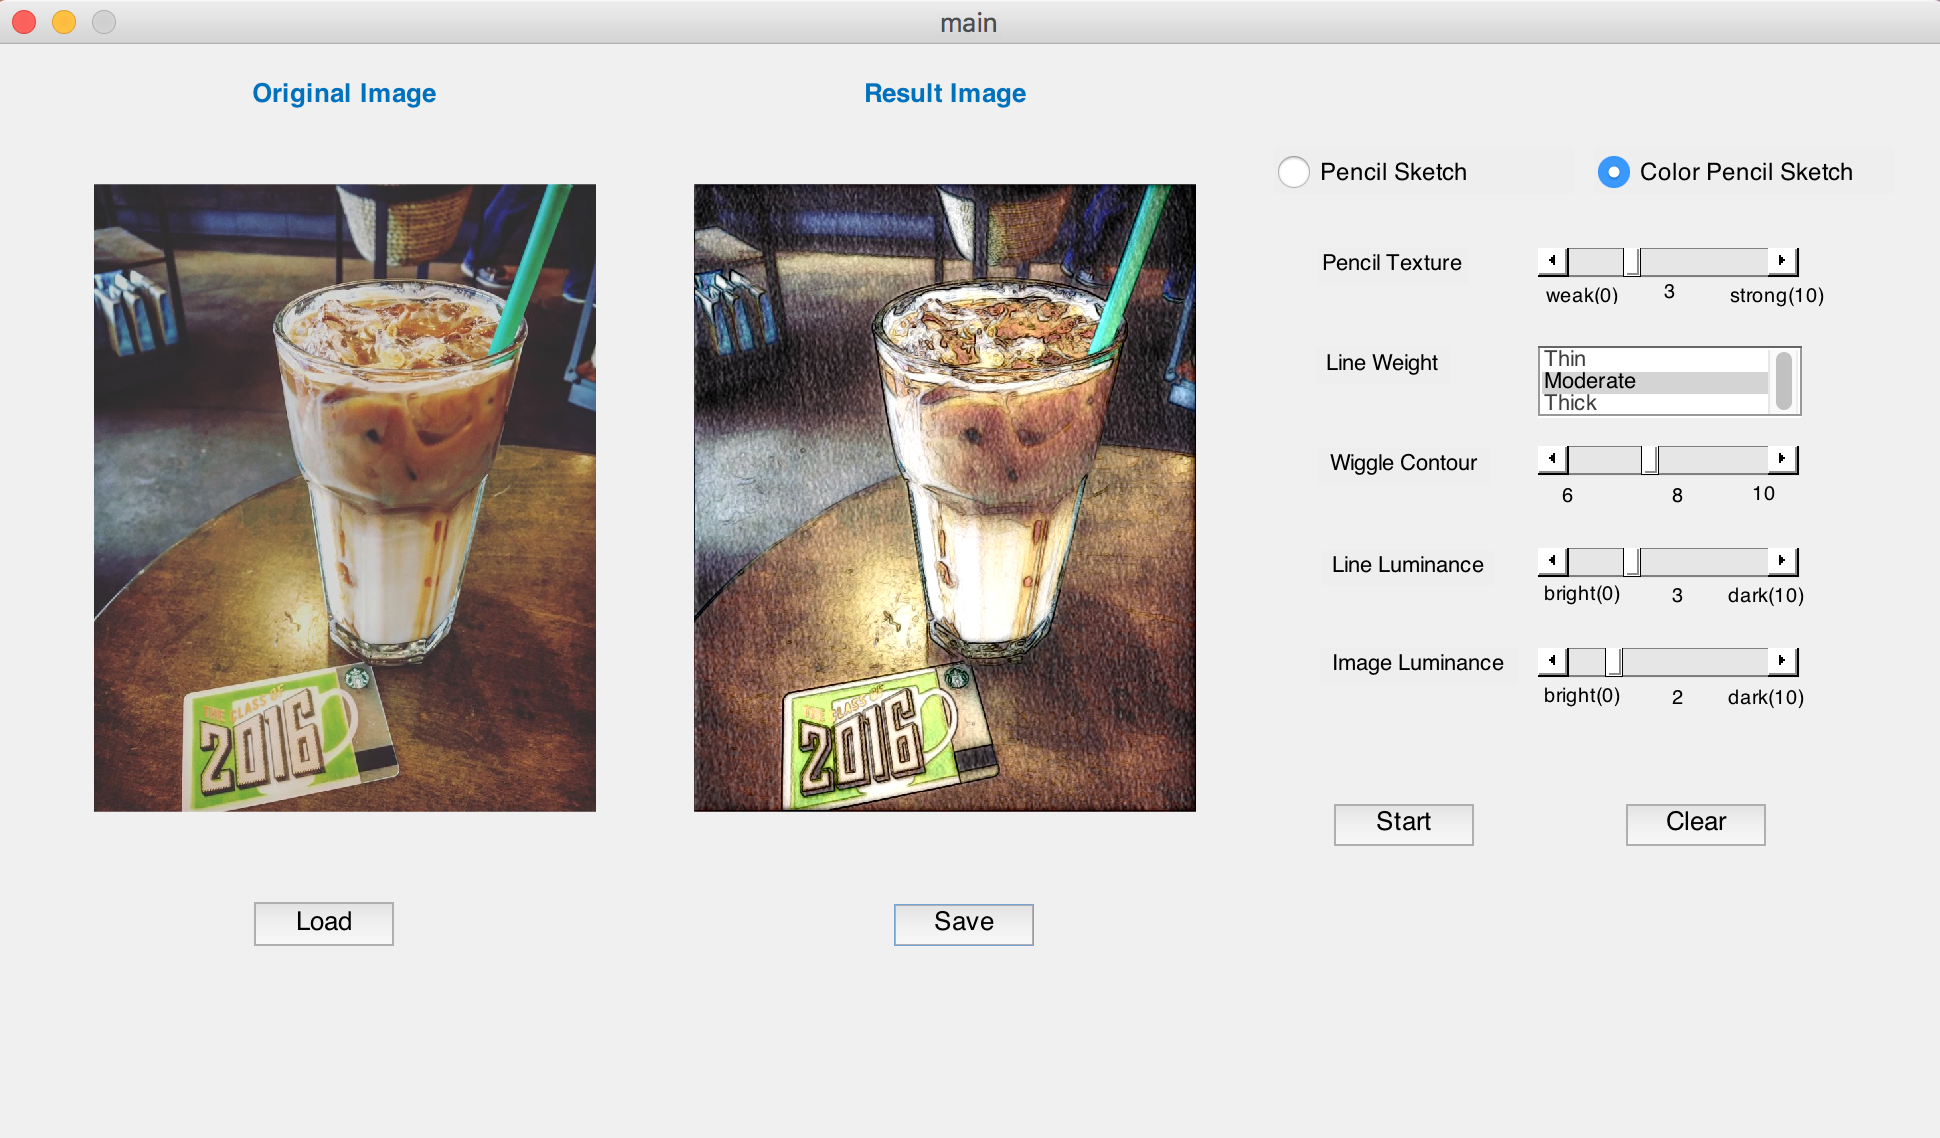 main
Original Image
Result Image
Pencil Sketch
Color Pencil Sketch
Pencil Texture
weak(0)
3
strong(10)
Line Weight
Thin
Moderate
Thick
Wiggle Contour
6
8
10
Line Luminance
bright(0)
3
dark(10)
Image Luminance
bright(0)
2
dark(10)
Start
Clear
Load
Save
THE CLASS OF
2016
THE CLASS OF
2016